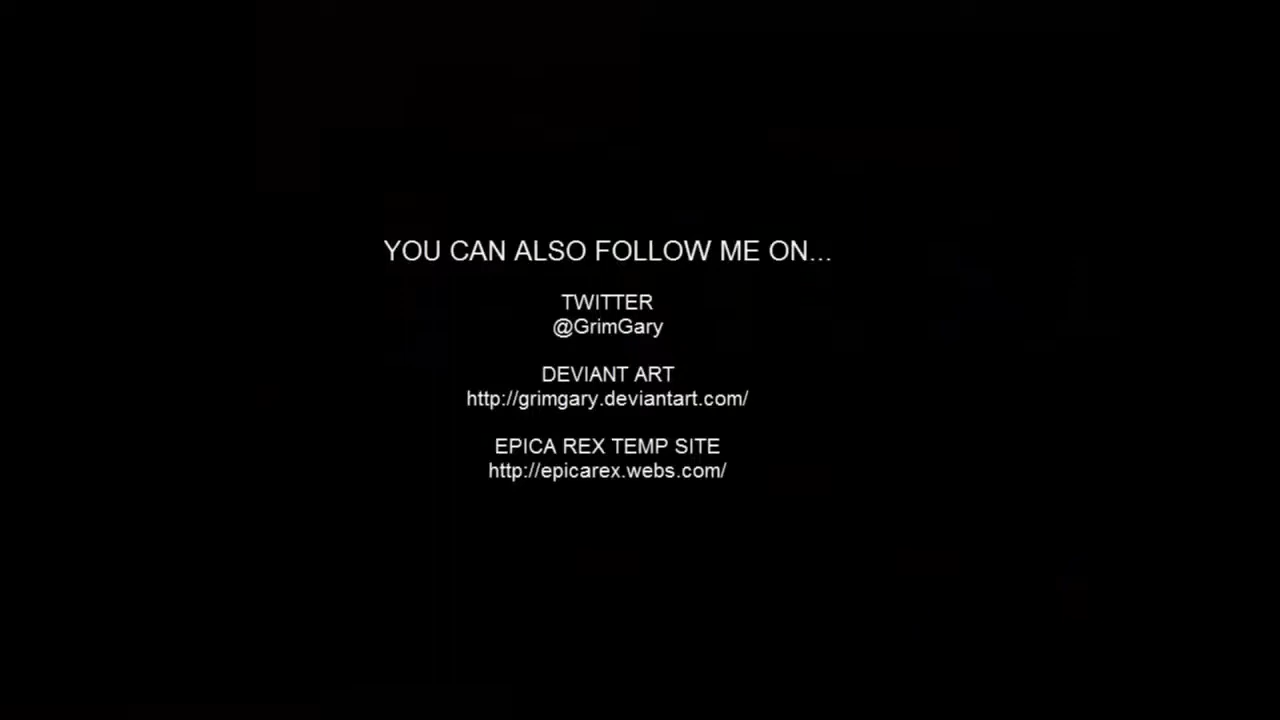 YOU CAN ALSO FOLLOW ME ON...
TWITTER
@GrimGary
DEVIANT ART
http://grimgary.deviantart.com/
EPICA REX TEMP SITE
http://epicarex.webs.com/